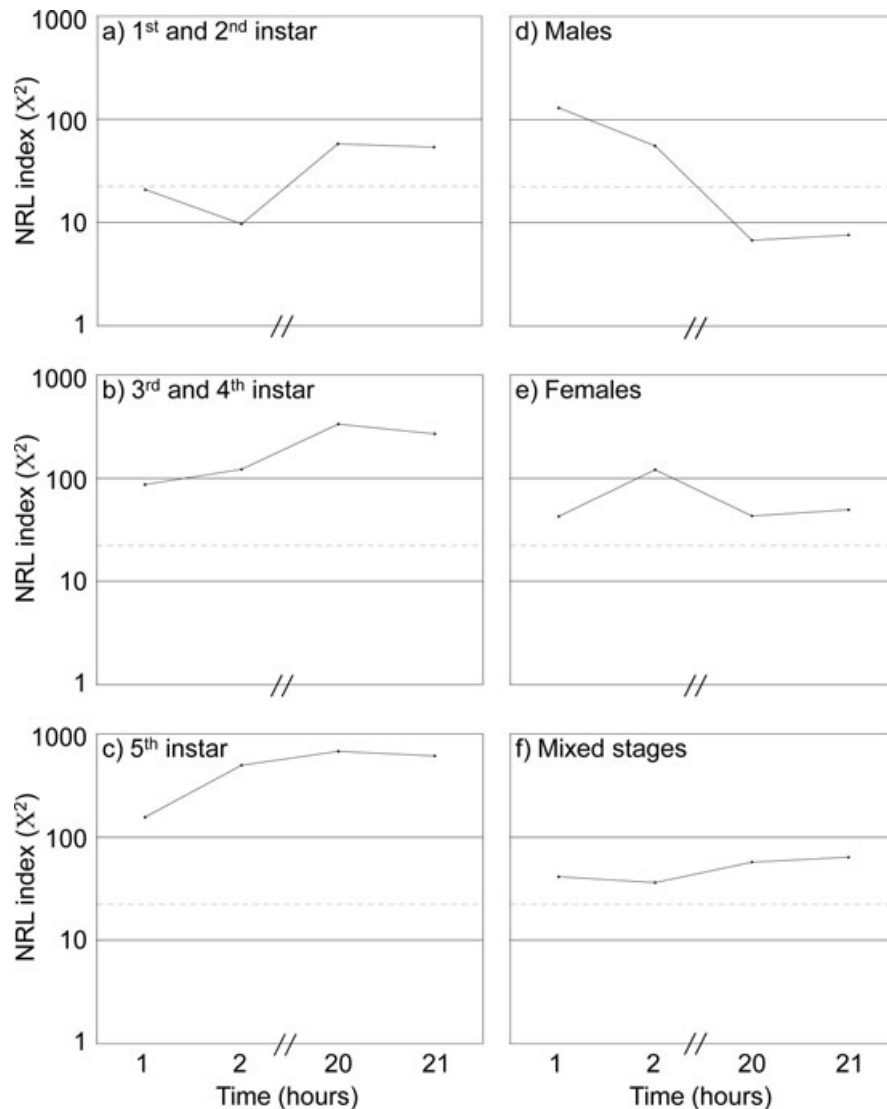 a) 1st and 2nd instar
1000
100
10
1
NRL index (X²)
d) Males
b) 3rd and 4th instar
1000
100
10
1
NRL index (X²)
e) Females
c) 5th instar
1000
100
10
1
NRL index (X²)
1 2 // 20 21
Time (hours)
f) Mixed stages
1 2 // 20 21
Time (hours)